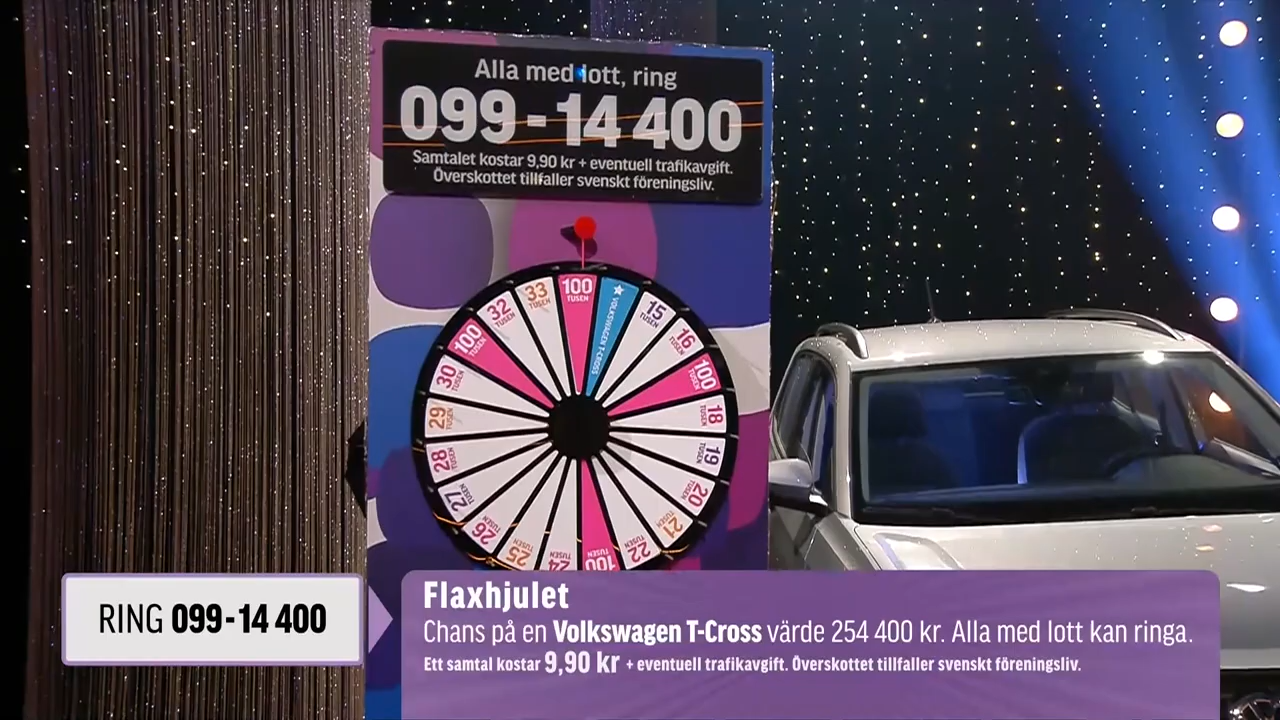 Alla med lott, ring
099-14 400
Samtalet kostar 9,90 kr + eventuell trafikavgift.
Överskottet tillfaller svenskt föreningsliv.
100 TUSEN
VOLKSWAGEN T-CROSS
15 TUSEN
16 TUSEN
100 TUSEN
18 TUSEN
19 TUSEN
20 TUSEN
21 TUSEN
22 TUSEN
100
24 TUSEN
25 TUSEN
26 TUSEN
27 TUSEN
28 TUSEN
29 TUSEN
30 TUSEN
100 TUSEN
32 TUSEN
33 TUSEN
RING 099-14 400
Flaxhjulet
Chans på en Volkswagen T-Cross värde 254 400 kr. Alla med lott kan ringa.
Ett samtal kostar 9,90 kr + eventuell trafikavgift. Överskottet tillfaller svenskt föreningsliv.